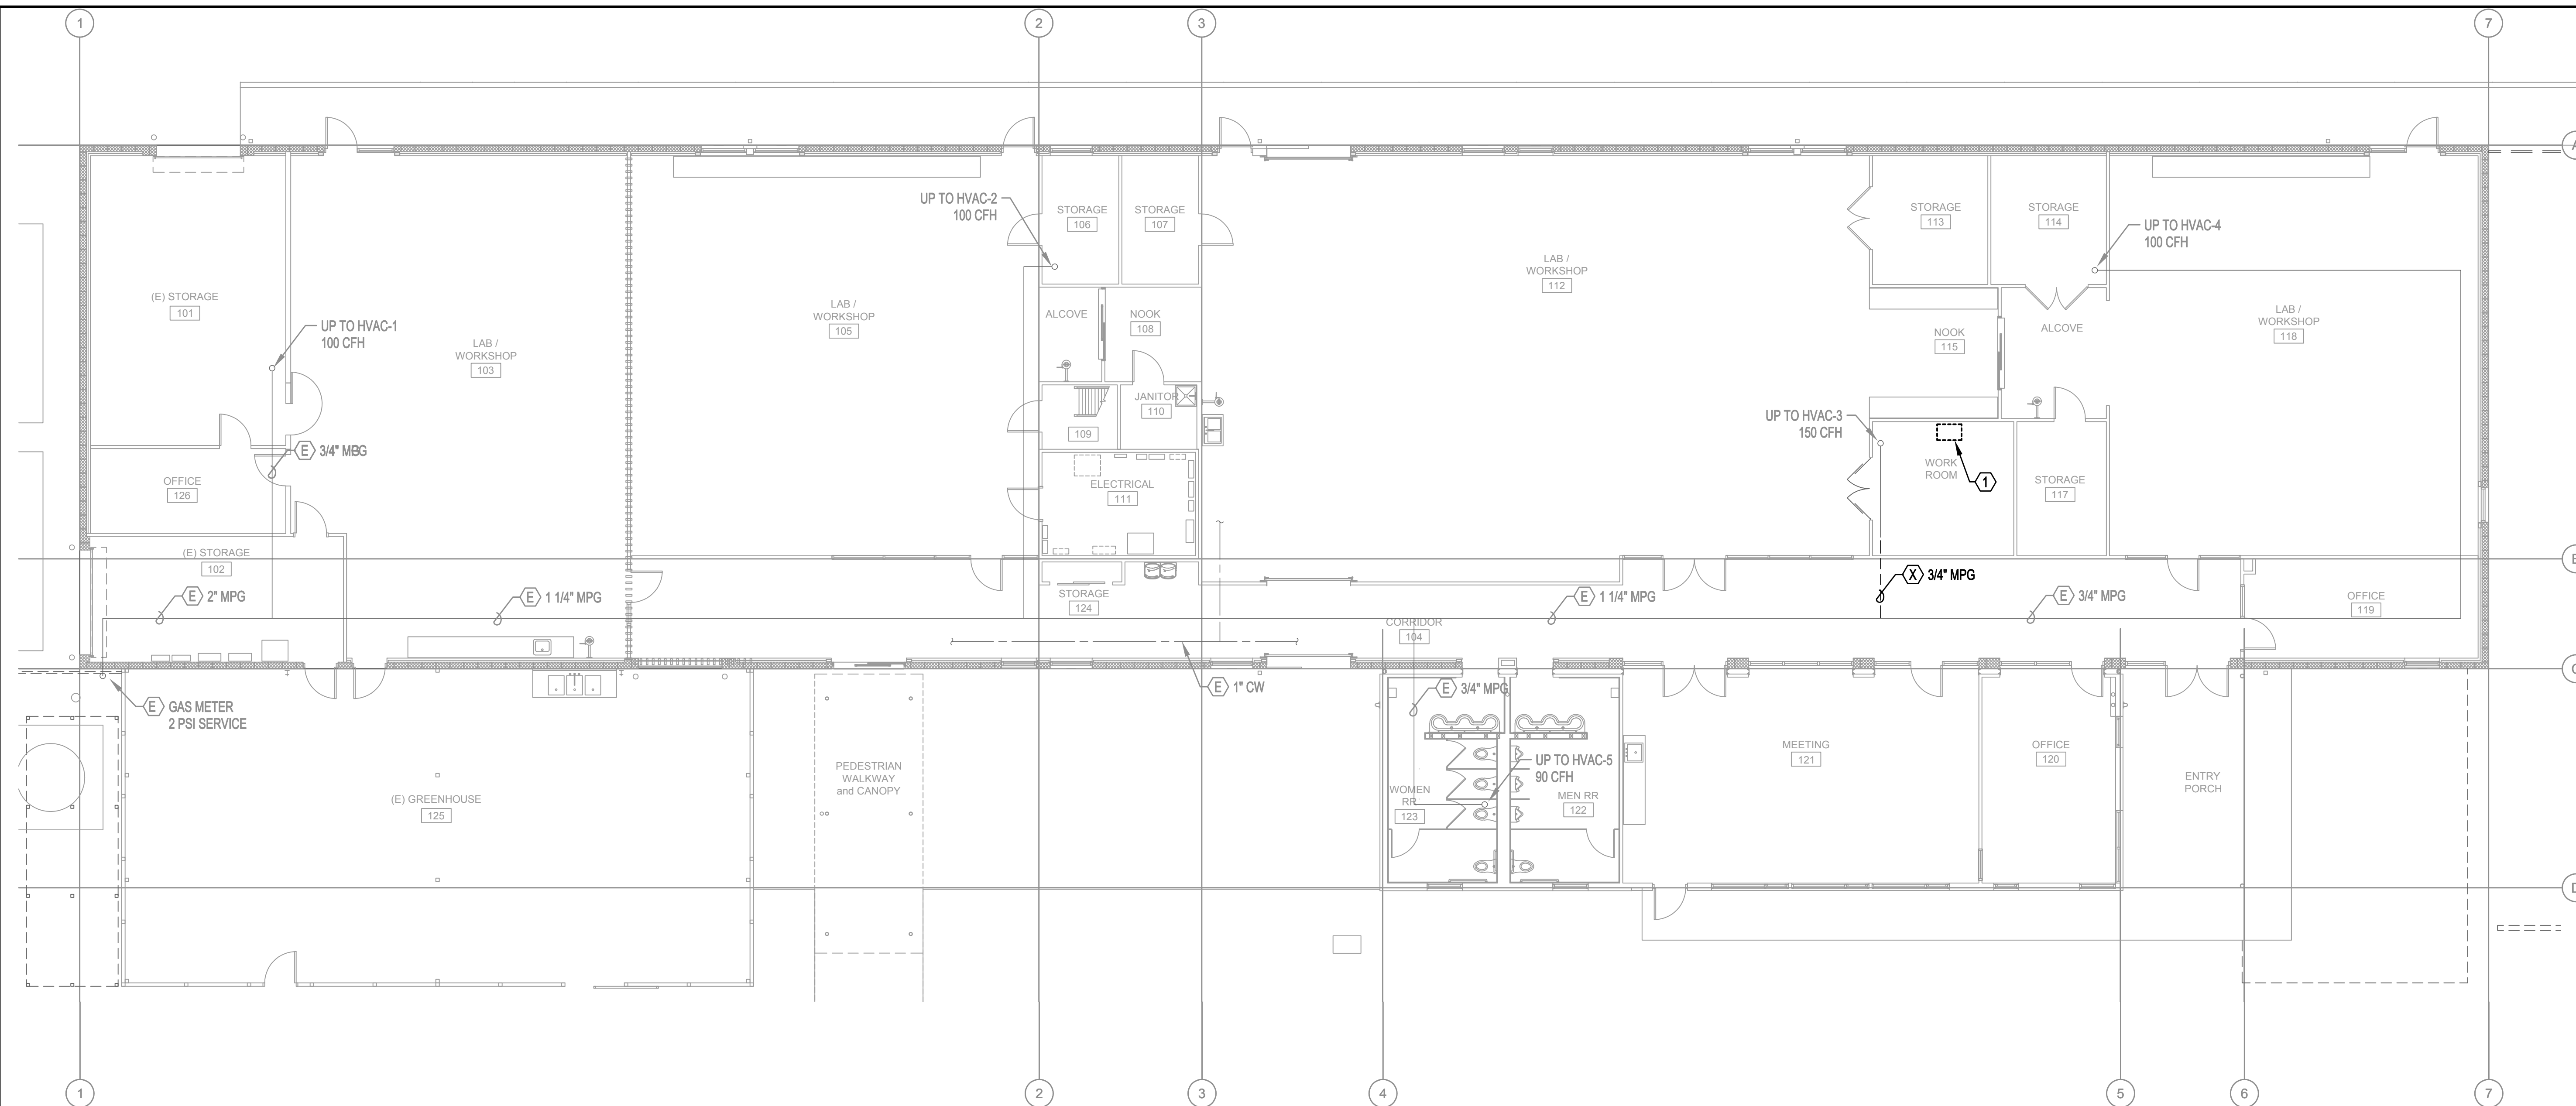 1
2
3
7
A
UP TO HVAC-2
100 CFH
STORAGE
106
STORAGE
107
STORAGE
113
STORAGE
114
UP TO HVAC-4
100 CFH
(E) STORAGE
101
UP TO HVAC-1
100 CFH
LAB /
WORKSHOP
103
LAB /
WORKSHOP
105
ALCOVE
NOOK
108
LAB /
WORKSHOP
112
NOOK
115
ALCOVE
LAB /
WORKSHOP
118
JANITOR
110
109
UP TO HVAC-3
150 CFH
E 3/4" MPG
OFFICE
126
ELECTRICAL
111
WORK
ROOM
1
STORAGE
117
(E) STORAGE
102
E 2" MPG
E 1 1/4" MPG
STORAGE
124
E 1 1/4" MPG
X 3/4" MPG
E 3/4" MPG
OFFICE
119
CORRIDOR
104
E GAS METER
2 PSI SERVICE
E 1" CW
E 3/4" MPG
(E) GREENHOUSE
125
PEDESTRIAN
WALKWAY
and CANOPY
WOMEN
RR
123
UP TO HVAC-5
90 CFH
MEN RR
122
MEETING
121
OFFICE
120
ENTRY
PORCH
1
2
3
4
5
6
7